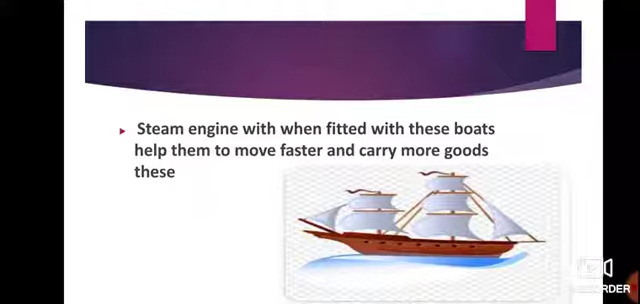 Steam engine with when fitted with these boats
help them to move faster and carry more goods
these